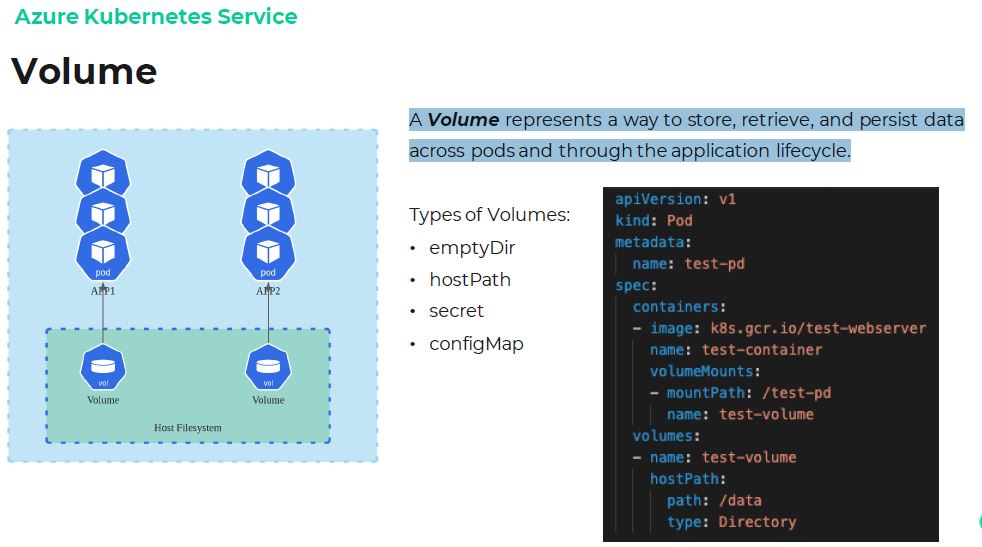 Azure Kubernetes Service
Volume
A Volume represents a way to store, retrieve, and persist data
across pods and through the application lifecycle.
Types of Volumes:
• emptyDir
• hostPath
• secret
• configMap
pod
APP1
pod
APP2
vol
Volume
vol
Volume
Host Filesystem
apiVersion: v1
kind: Pod
metadata:
  name: test-pd
spec:
  containers:
  - image: k8s.gcr.io/test-webserver
    name: test-container
    volumeMounts:
    - mountPath: /test-pd
      name: test-volume
  volumes:
  - name: test-volume
    hostPath:
      path: /data
      type: Directory